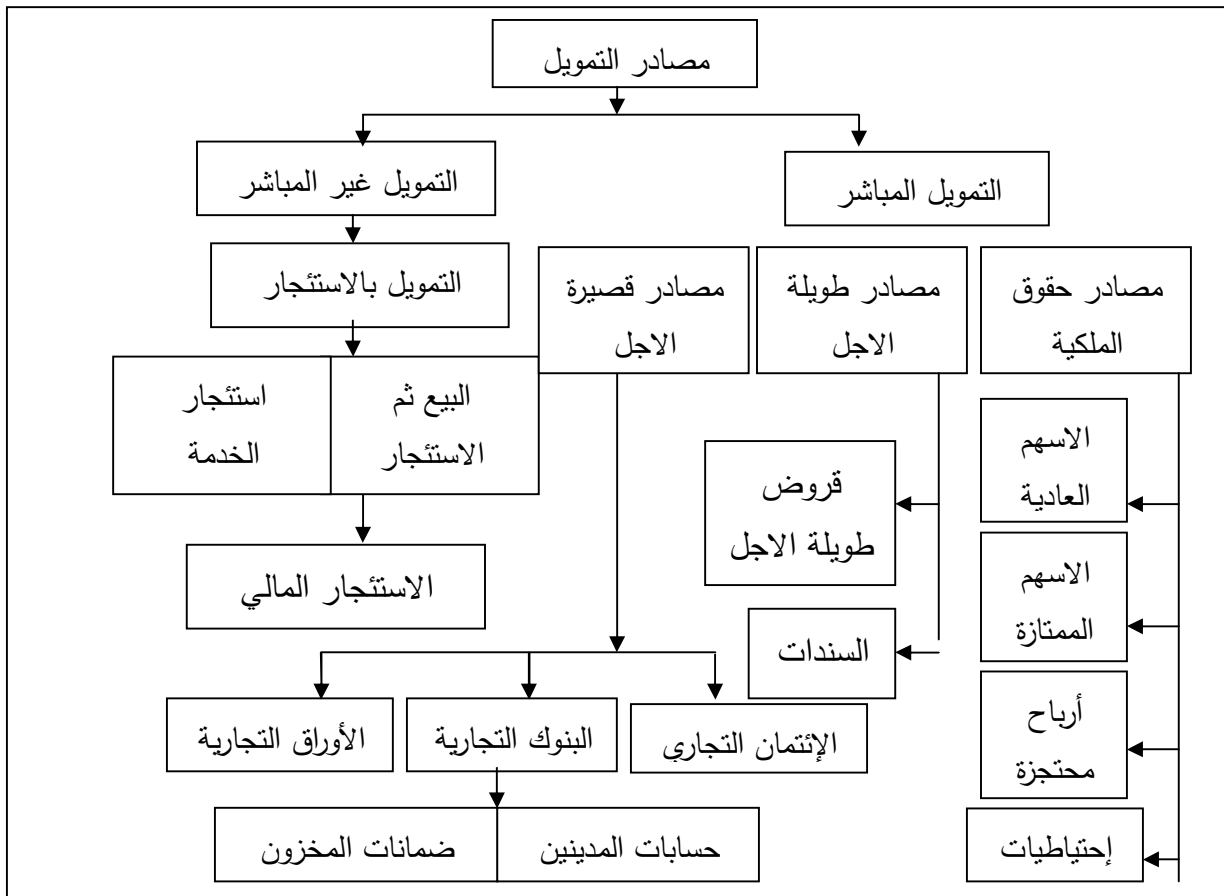 مصادر التمويل
التمويل المباشر
التمويل غير المباشر
مصادر حقوق
الملكية
مصادر طويلة
الاجل
مصادر قصيرة
الاجل
التمويل بالاستئجار
البيع ثم
الاستئجار
استئجار
الخدمة
الاستئجار المالي
الاسهم
العادية
الاسهم
الممتازة
أرباح
محتجزة
إحتياطيات
قروض
طويلة الاجل
السندات
الإئتمان التجاري
البنوك التجارية
الأوراق التجارية
حسابات المدينين
ضمانات المخزون